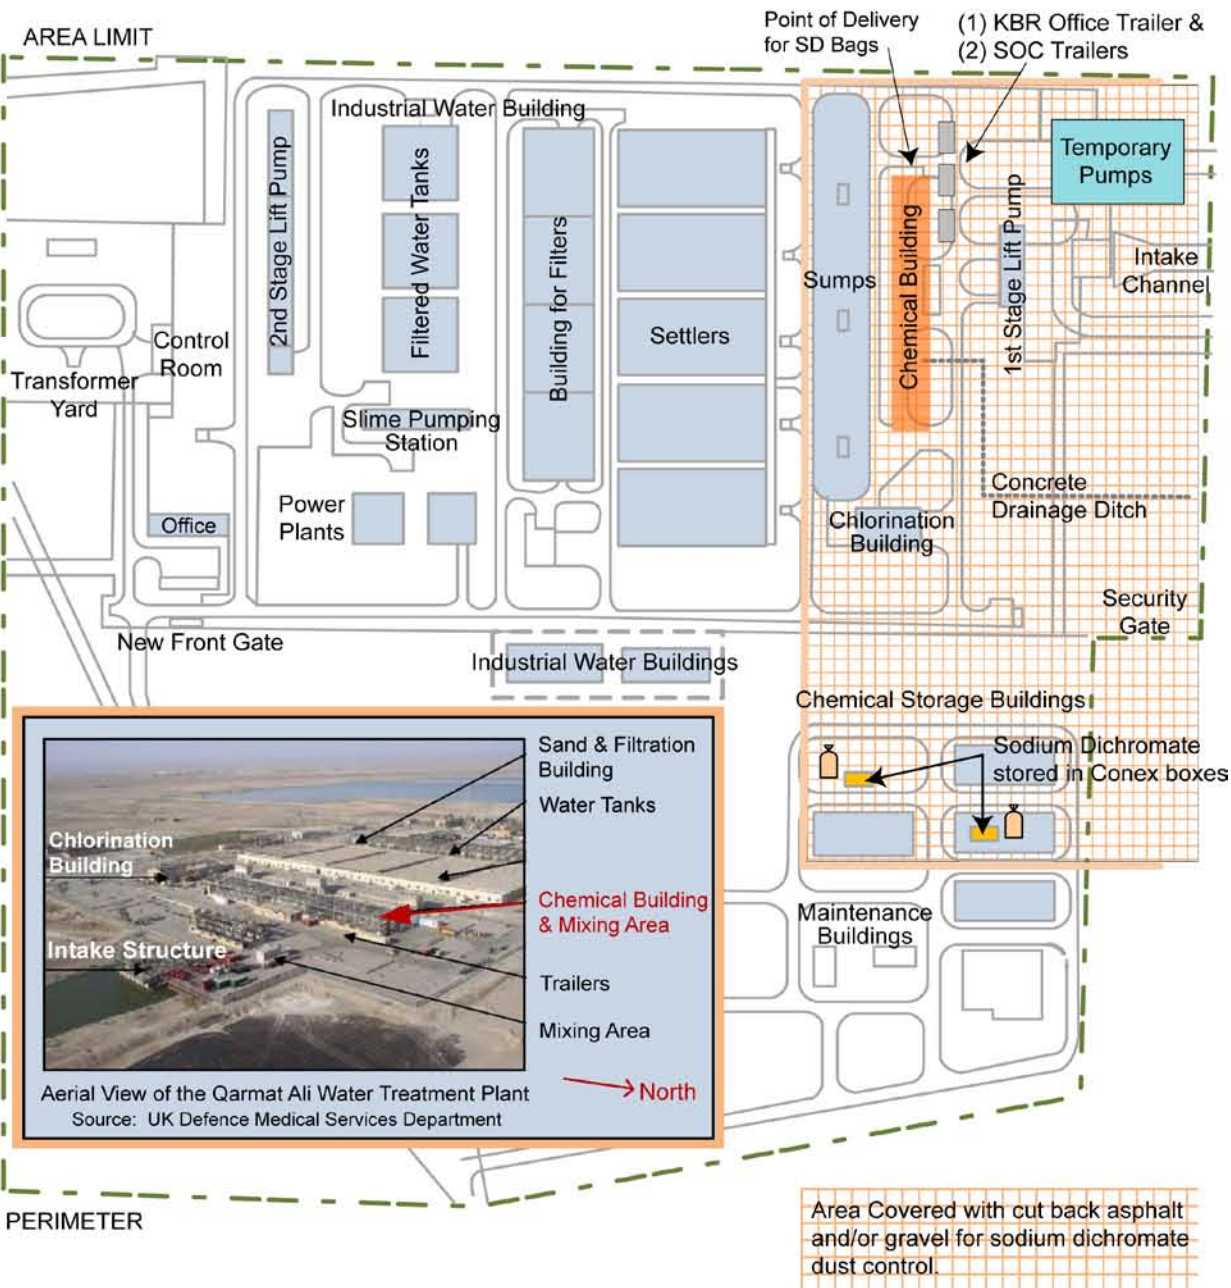 AREA LIMIT
Point of Delivery
for SD Bags
(1) KBR Office Trailer &
(2) SOC Trailers
Industrial Water Building
2nd Stage Lift Pump
Filtered Water Tanks
Building for Filters
Settlers
Sumps
Chemical Building
1st Stage Lift Pump
Temporary
Pumps
Intake
Channel
Control
Room
Transformer
Yard
Slime Pumping
Station
Power
Plants
Office
Concrete
Drainage Ditch
Chlorination
Building
Security
Gate
New Front Gate
Industrial Water Buildings
Chemical Storage Buildings
Sodium Dichromate
stored in Conex boxes
Maintenance
Buildings
Sand & Filtration
Building
Water Tanks
Chlorination
Building
Chemical Building
& Mixing Area
Intake Structure
Trailers
Mixing Area
Aerial View of the Qarmat Ali Water Treatment Plant
Source: UK Defence Medical Services Department
North
PERIMETER
Area Covered with cut back asphalt
and/or gravel for sodium dichromate
dust control.